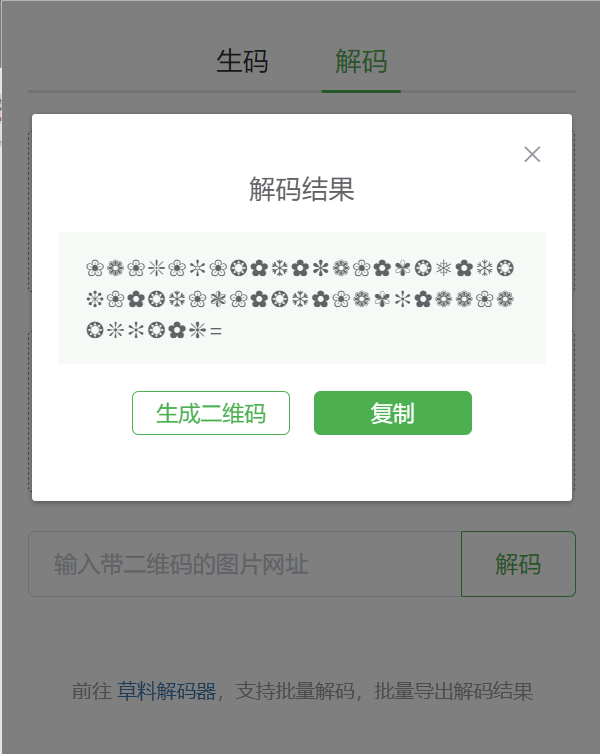 生码 解码
解码结果
❀❁❀❈❀✼❀❂✿❆✿✻❁❀✿✾❂⚛✿❄❂
❊❀✿❂❆❀❃❀✿❂❆✿❀❁✾✼✿❁❁❀❁
❂❈✼❂✿❉=
生成二维码 复制
输入带二维码的图片网址 解码
前往 草料解码器，支持批量解码，批量导出解码结果